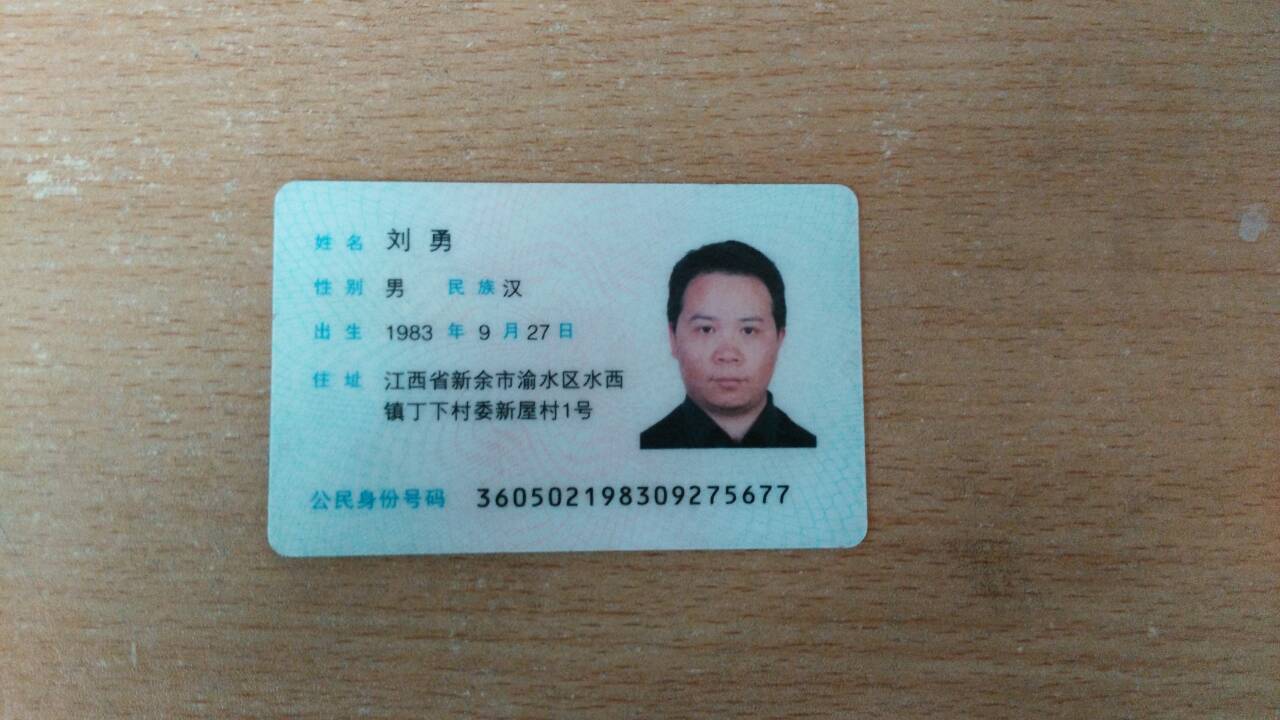 姓名 刘勇
性别 男 民族 汉
出生 1983 年 9 月 27 日
住址 江西省新余市渝水区水西
镇丁下村委新屋村1号
公民身份号码 360502198309275677